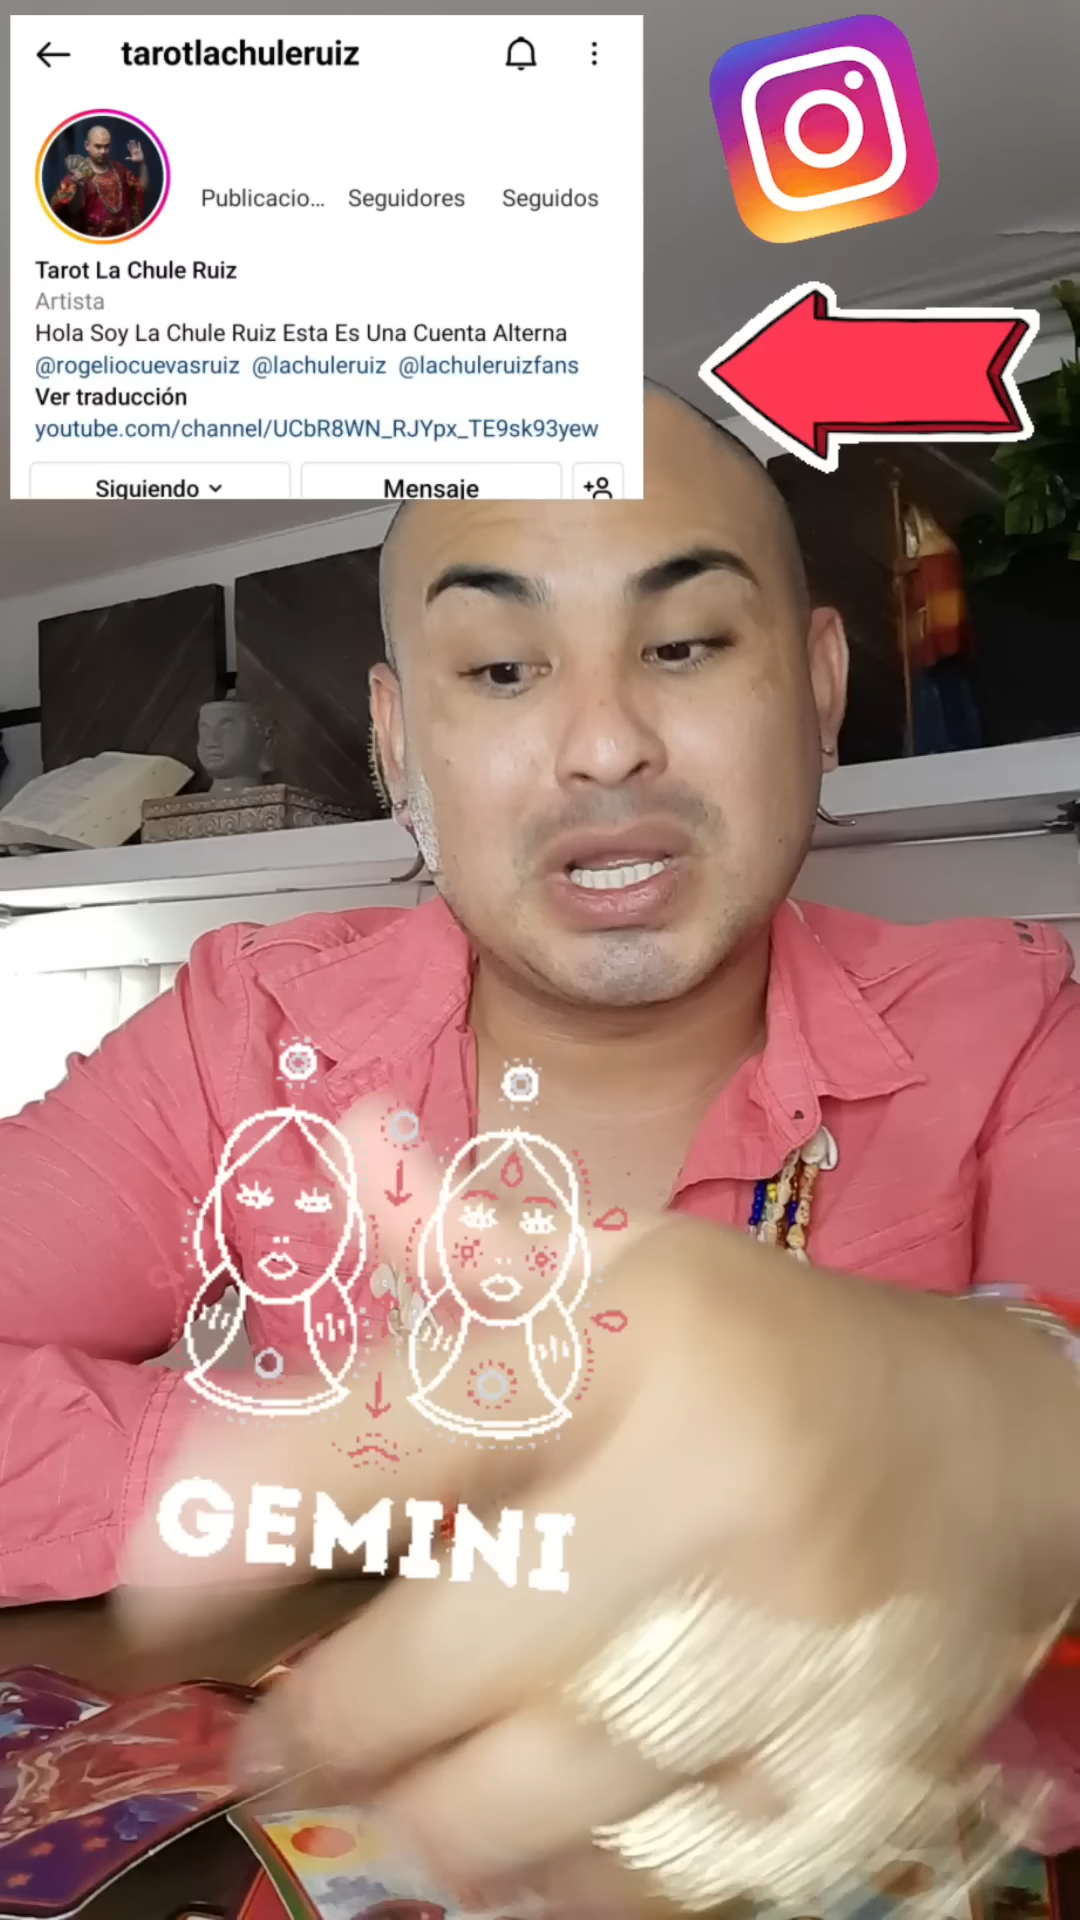 tarotlachuleruiz
Publicacio... Seguidores Seguidos
Tarot La Chule Ruiz
Artista
Hola Soy La Chule Ruiz Esta Es Una Cuenta Alterna
@rogeliocuevasruiz @lachuleruiz @lachuleruizfans
Ver traducción
youtube.com/channel/UCbR8WN_RJYpx_TE9sk93yew
Siguiendo Mensaje
GEMINI